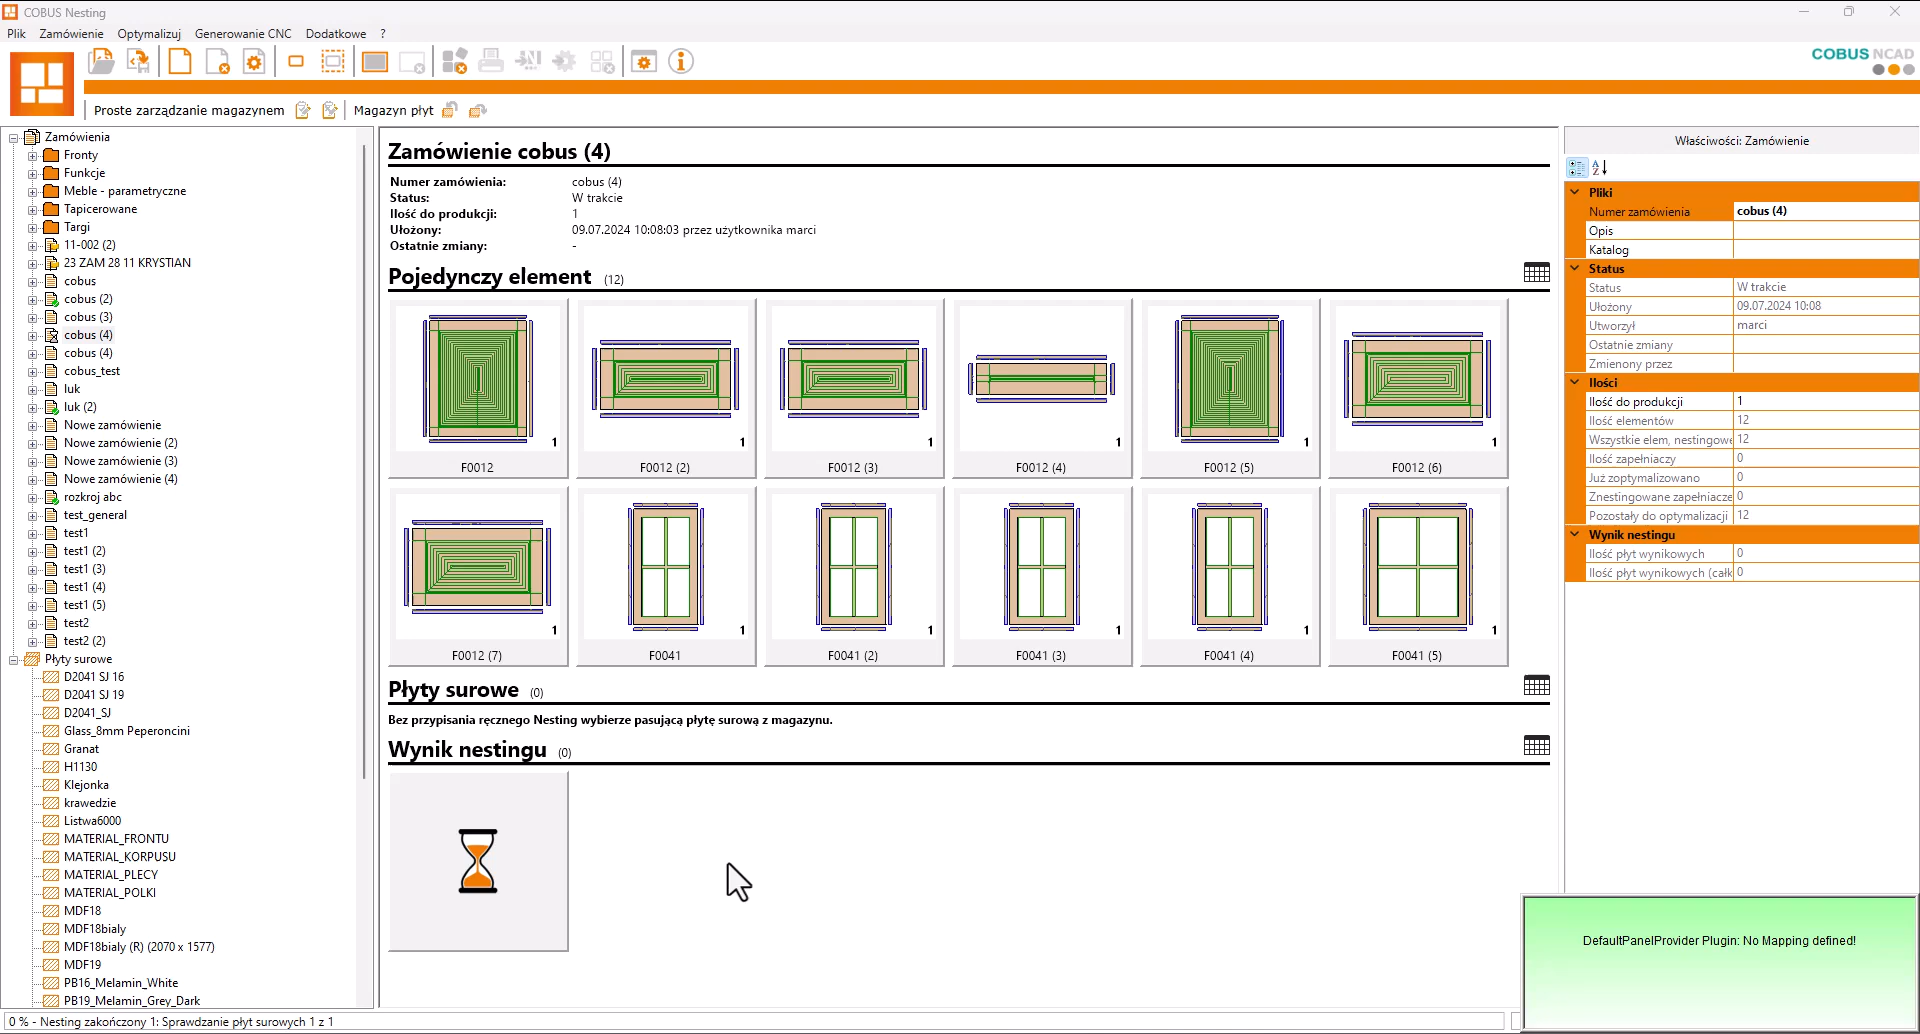 COBUS Nesting
Plik Zamówienie Optymalizuj Generowanie CNC Dodatkowe ?
COBUS NCAD
Proste zarządzanie magazynem Magazyn płyt
Zamówienia
Fronty
Funkcje
Meble - parametryczne
Tapicerowane
Targi
11-002 (2)
23 ZAM 28 11 KRYSTIAN
cobus
cobus (2)
cobus (3)
cobus (4)
cobus (4)
cobus_test
luk
luk (2)
Nowe zamówienie
Nowe zamówienie (2)
Nowe zamówienie (3)
Nowe zamówienie (4)
rozkroj abc
test_general
test1
test1 (2)
test1 (3)
test1 (4)
test1 (5)
test2
test2 (2)
Płyty surowe
D2041 SJ 16
D2041 SJ 19
D2041_SJ
Glass_8mm Peperoncini
Granat
H1130
Klejonka
krawedzie
Listwa6000
MATERIAL_FRONTU
MATERIAL_KORPUSU
MATERIAL_PLECY
MATERIAL_POLKI
MDF18
MDF18bialy
MDF18bialy (R) (2070 x 1577)
MDF19
PB16_Melamin_White
PB19_Melamin_Grey_Dark
Zamówienie cobus (4)
Numer zamówienia: cobus (4)
Status: W trakcie
Ilość do produkcji: 1
Ułożony: 09.07.2024 10:08:03 przez użytkownika marci
Ostatnie zmiany: -
Pojedynczy element (12)
1 1 1 1 1 1
F0012 F0012 (2) F0012 (3) F0012 (4) F0012 (5) F0012 (6)
1 1 1 1 1 1
F0012 (7) F0041 F0041 (2) F0041 (3) F0041 (4) F0041 (5)
Płyty surowe (0)
Bez przypisania ręcznego Nesting wybierze pasującą płytę surową z magazynu.
Wynik nestingu (0)
Właściwości: Zamówienie
A
Z
Pliki
Numer zamówienia cobus (4)
Opis
Katalog
Status
Status W trakcie
Ułożony 09.07.2024 10:08
Utworzył marci
Ostatnie zmiany
Zmienony przez
Ilości
Ilość do produkcji 1
Ilość elementów 12
Wszystkie elem, nestingowe 12
Ilość zapełniaczy 0
Już zoptymalizowano 0
Znestingowane zapełniacze 0
Pozostały do optymalizacji 12
Wynik nestingu
Ilość płyt wynikowych 0
Ilość płyt wynikowych (całk 0
DefaultPanelProvider Plugin: No Mapping defined!
0 % - Nesting zakończony 1: Sprawdzanie płyt surowych 1 z 1